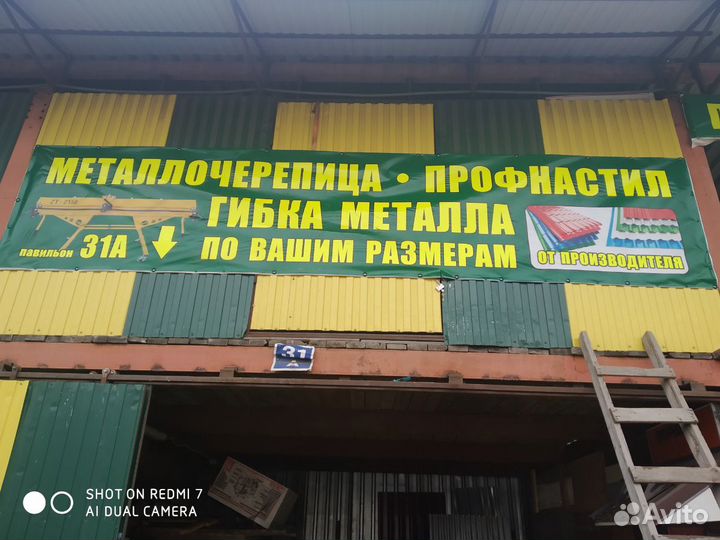 МЕТАЛЛОЧЕРЕПИЦА • ПРОФНАСТИЛ
ГИБКА МЕТАЛЛА
ПО ВАШИМ РАЗМЕРАМ
павильон 31А
ОТ ПРОИЗВОДИТЕЛЯ
31
А
SHOT ON REDMI 7
AI DUAL CAMERA
Avito